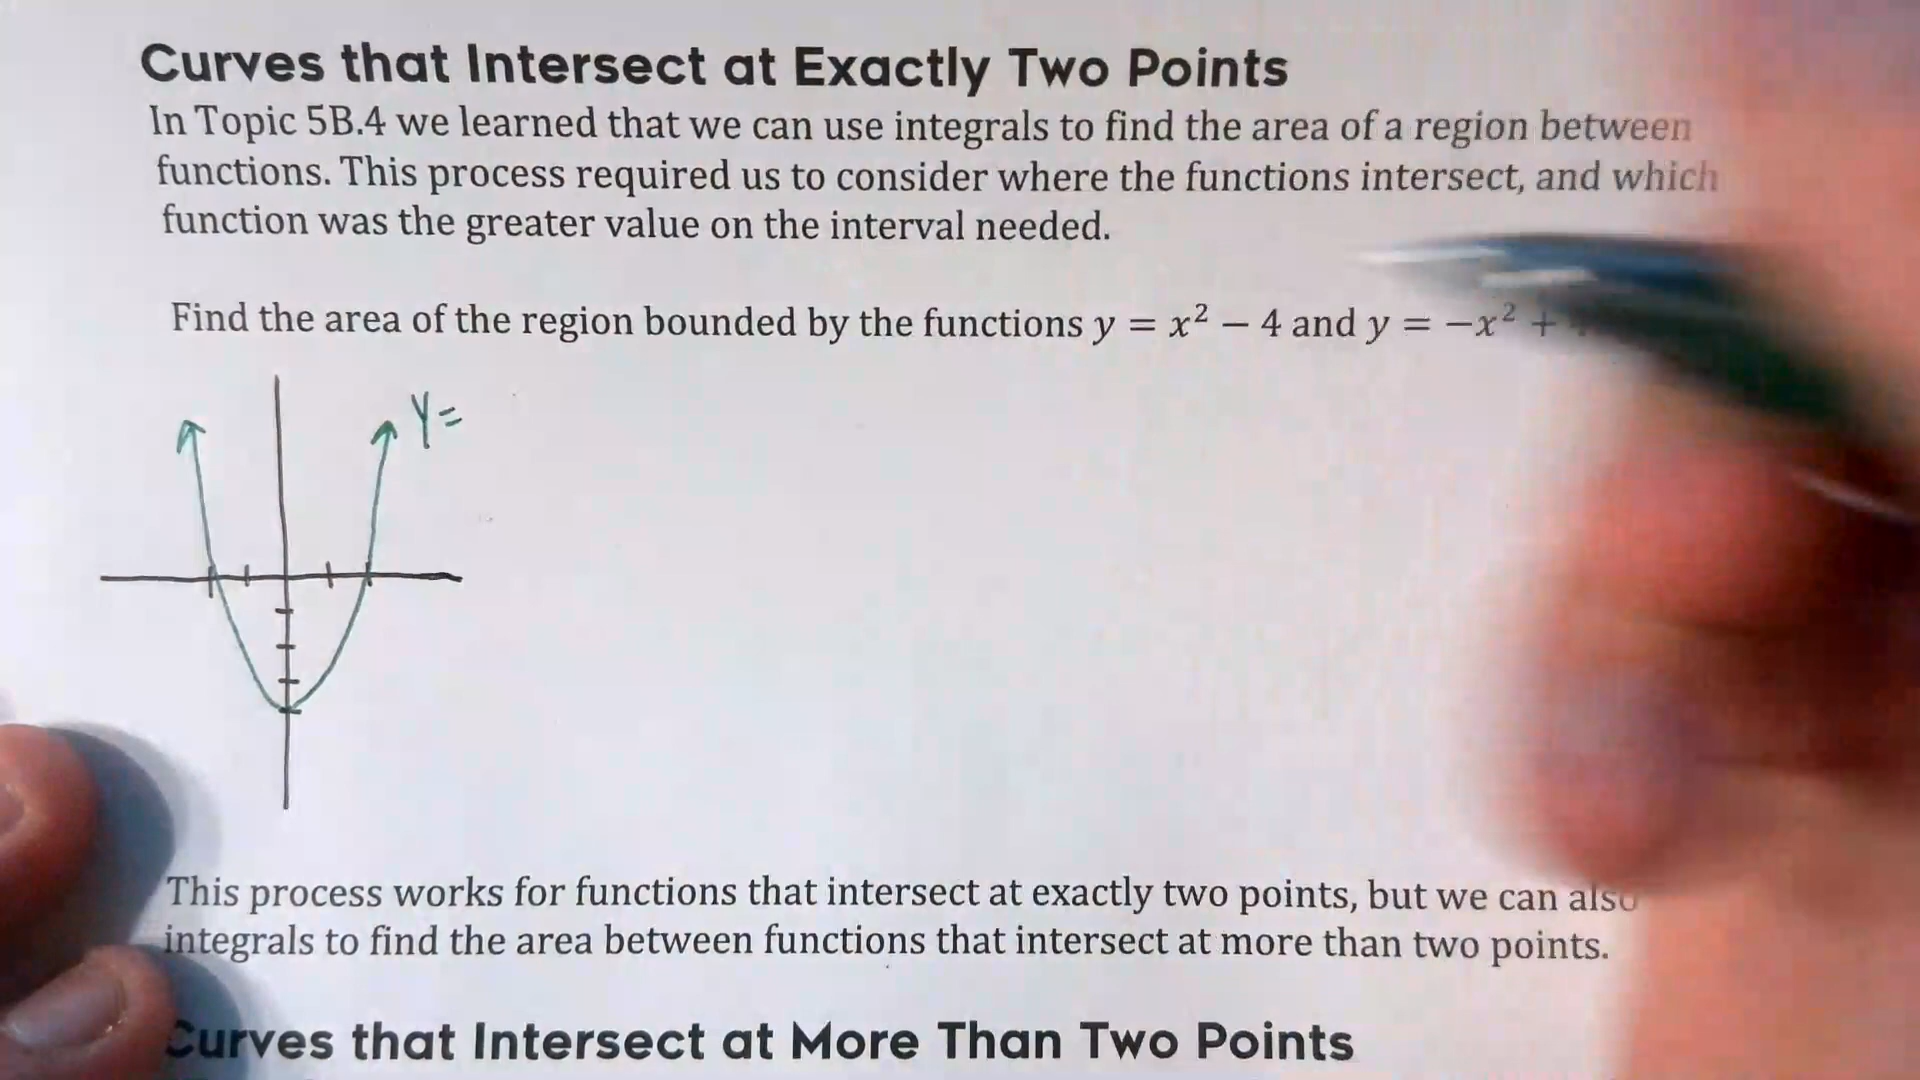 Curves that Intersect at Exactly Two Points
In Topic 5B.4 we learned that we can use integrals to find the area of a region between
functions. This process required us to consider where the functions intersect, and which
function was the greater value on the interval needed.
Find the area of the region bounded by the functions y = x² − 4 and y = −x² +
Y=
This process works for functions that intersect at exactly two points, but we can also
integrals to find the area between functions that intersect at more than two points.
Curves that Intersect at More Than Two Points